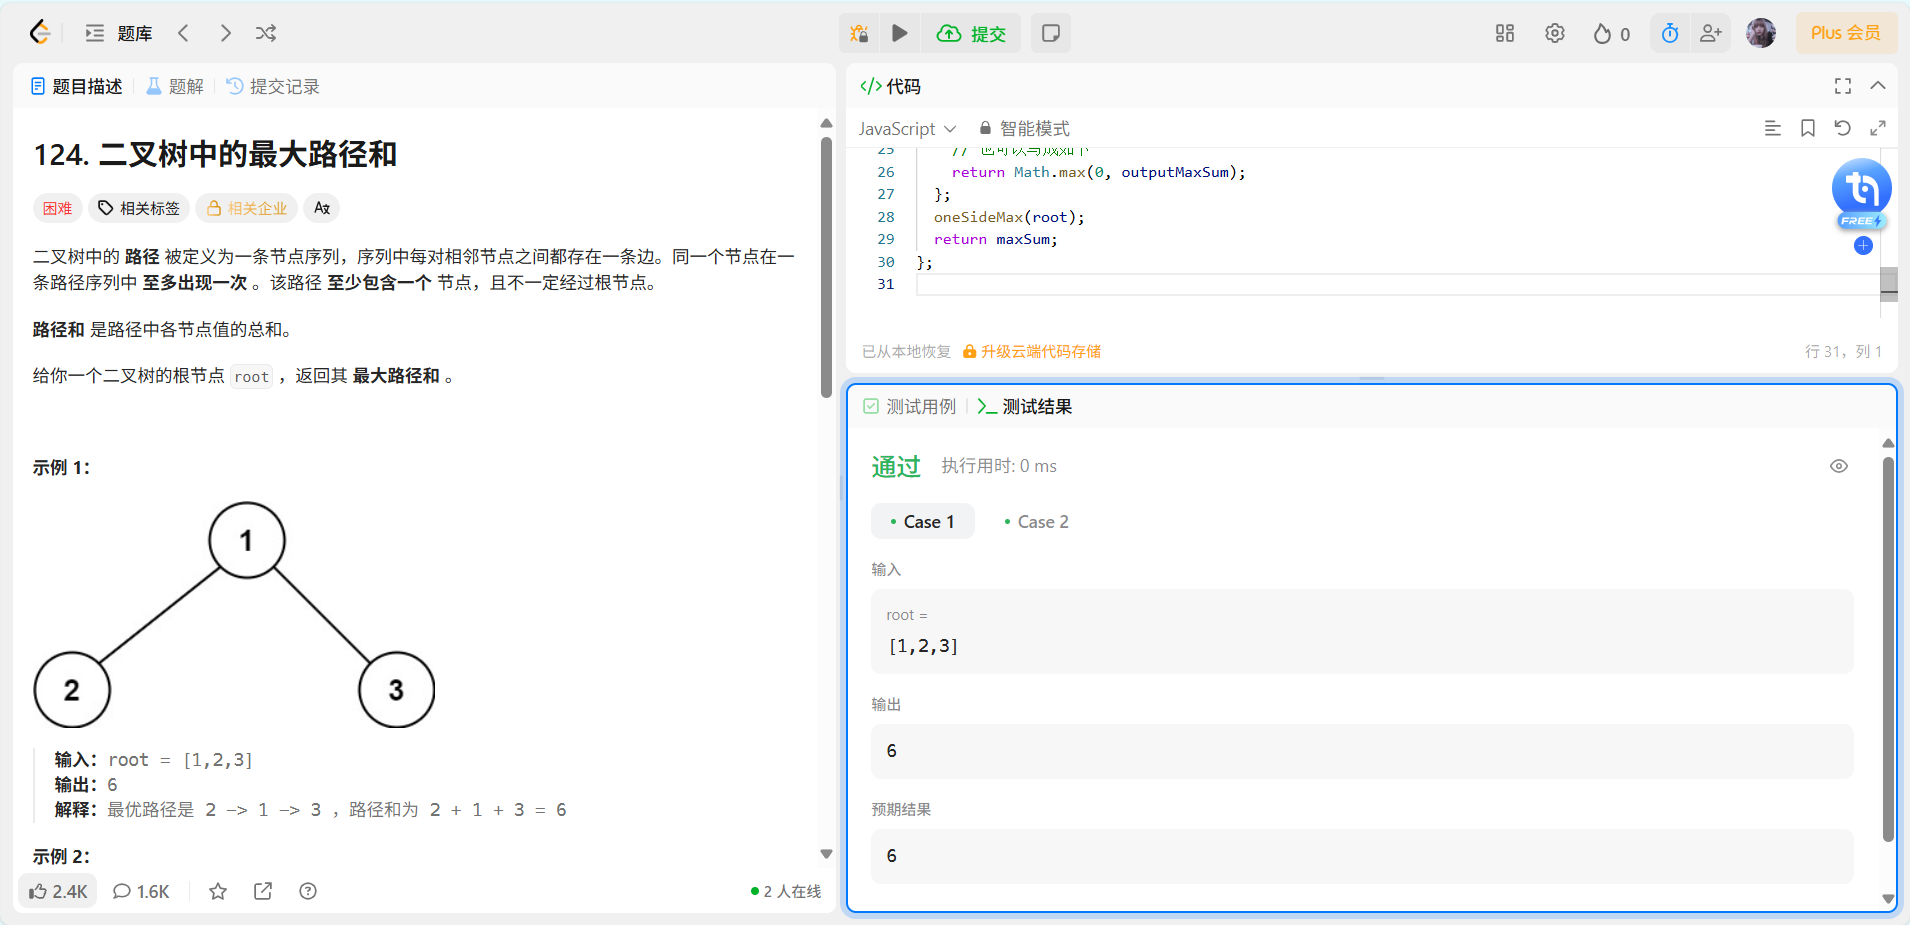 题库
提交
0
Plus 会员
题目描述
题解
提交记录
124. 二叉树中的最大路径和
困难
相关标签
相关企业
二叉树中的 路径 被定义为一条节点序列，序列中每对相邻节点之间都存在一条边。同一个节点在一
条路径序列中 至多出现一次 。该路径 至少包含一个 节点，且不一定经过根节点。
路径和 是路径中各节点值的总和。
给你一个二叉树的根节点 root ，返回其 最大路径和 。
示例 1：
1
2
3
输入：root = [1,2,3]
输出：6
解释：最优路径是 2 -> 1 -> 3 ，路径和为 2 + 1 + 3 = 6
示例 2：
2.4K
1.6K
2 人在线
</> 代码
JavaScript
智能模式
25 // 也可以写成如下
26 return Math.max(0, outputMaxSum);
27 };
28 oneSideMax(root);
29 return maxSum;
30 };
31
FREE
已从本地恢复
升级云端代码存储
行 31，列 1
测试用例
测试结果
通过
执行用时: 0 ms
Case 1
Case 2
输入
root =
[1,2,3]
输出
6
预期结果
6